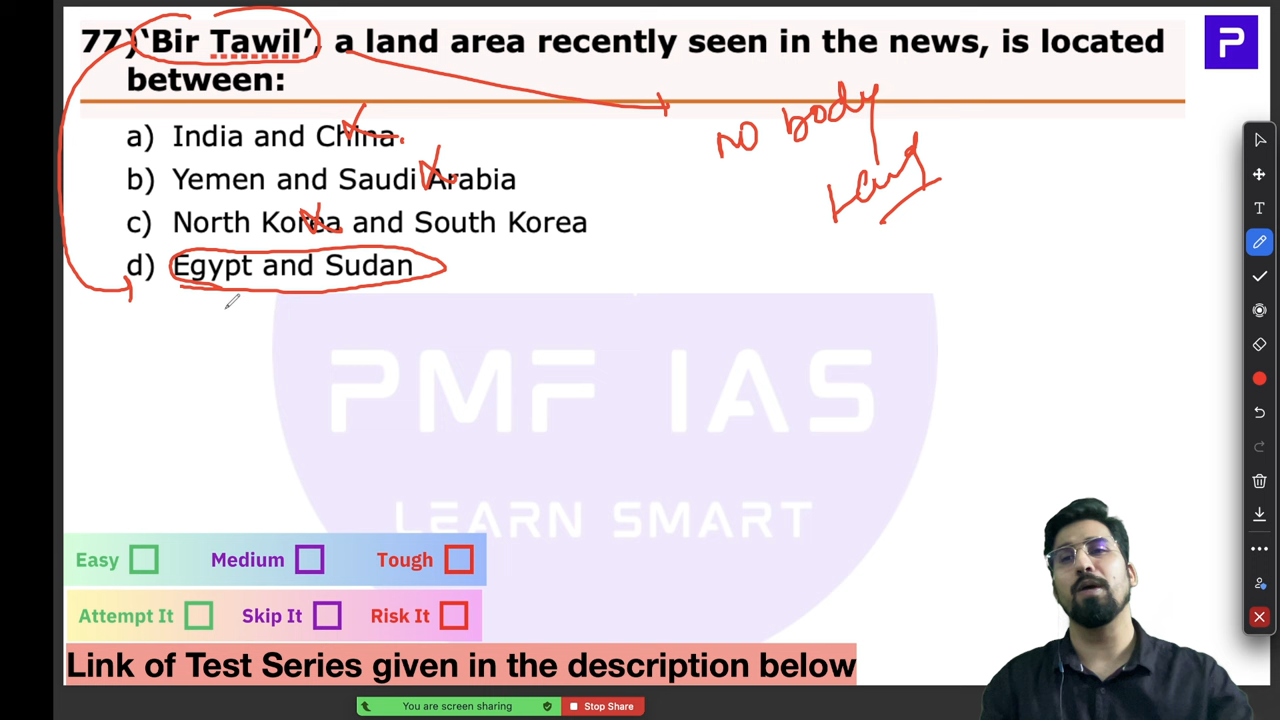 77) ‘Bir Tawil’, a land area recently seen in the news, is located
between:
a) India and China.
b) Yemen and Saudi Arabia
c) North Korea and South Korea
d) Egypt and Sudan
NO body
Land
P
PMF IAS
LEARN SMART
Easy Medium Tough
Attempt It Skip It Risk It
Link of Test Series given in the description below
You are screen sharing Stop Share
T